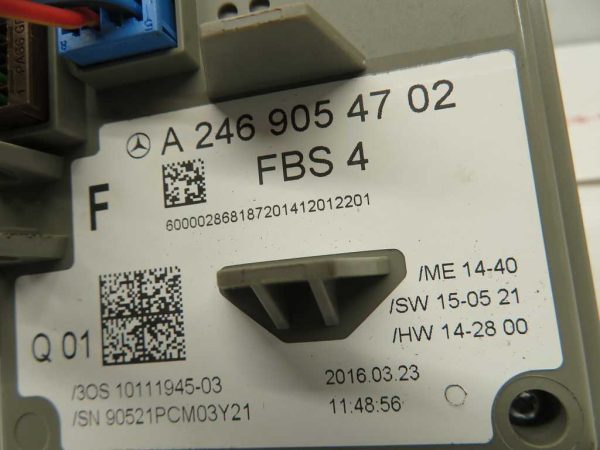 A 246 905 47 02
FBS 4
F
600002868187201412012201
/ME 14-40
/SW 15-05 21
/HW 14-28 00
Q 01
/3OS 10111945-03
2016.03.23
/SN 90521PCM03Y21
11:48:56